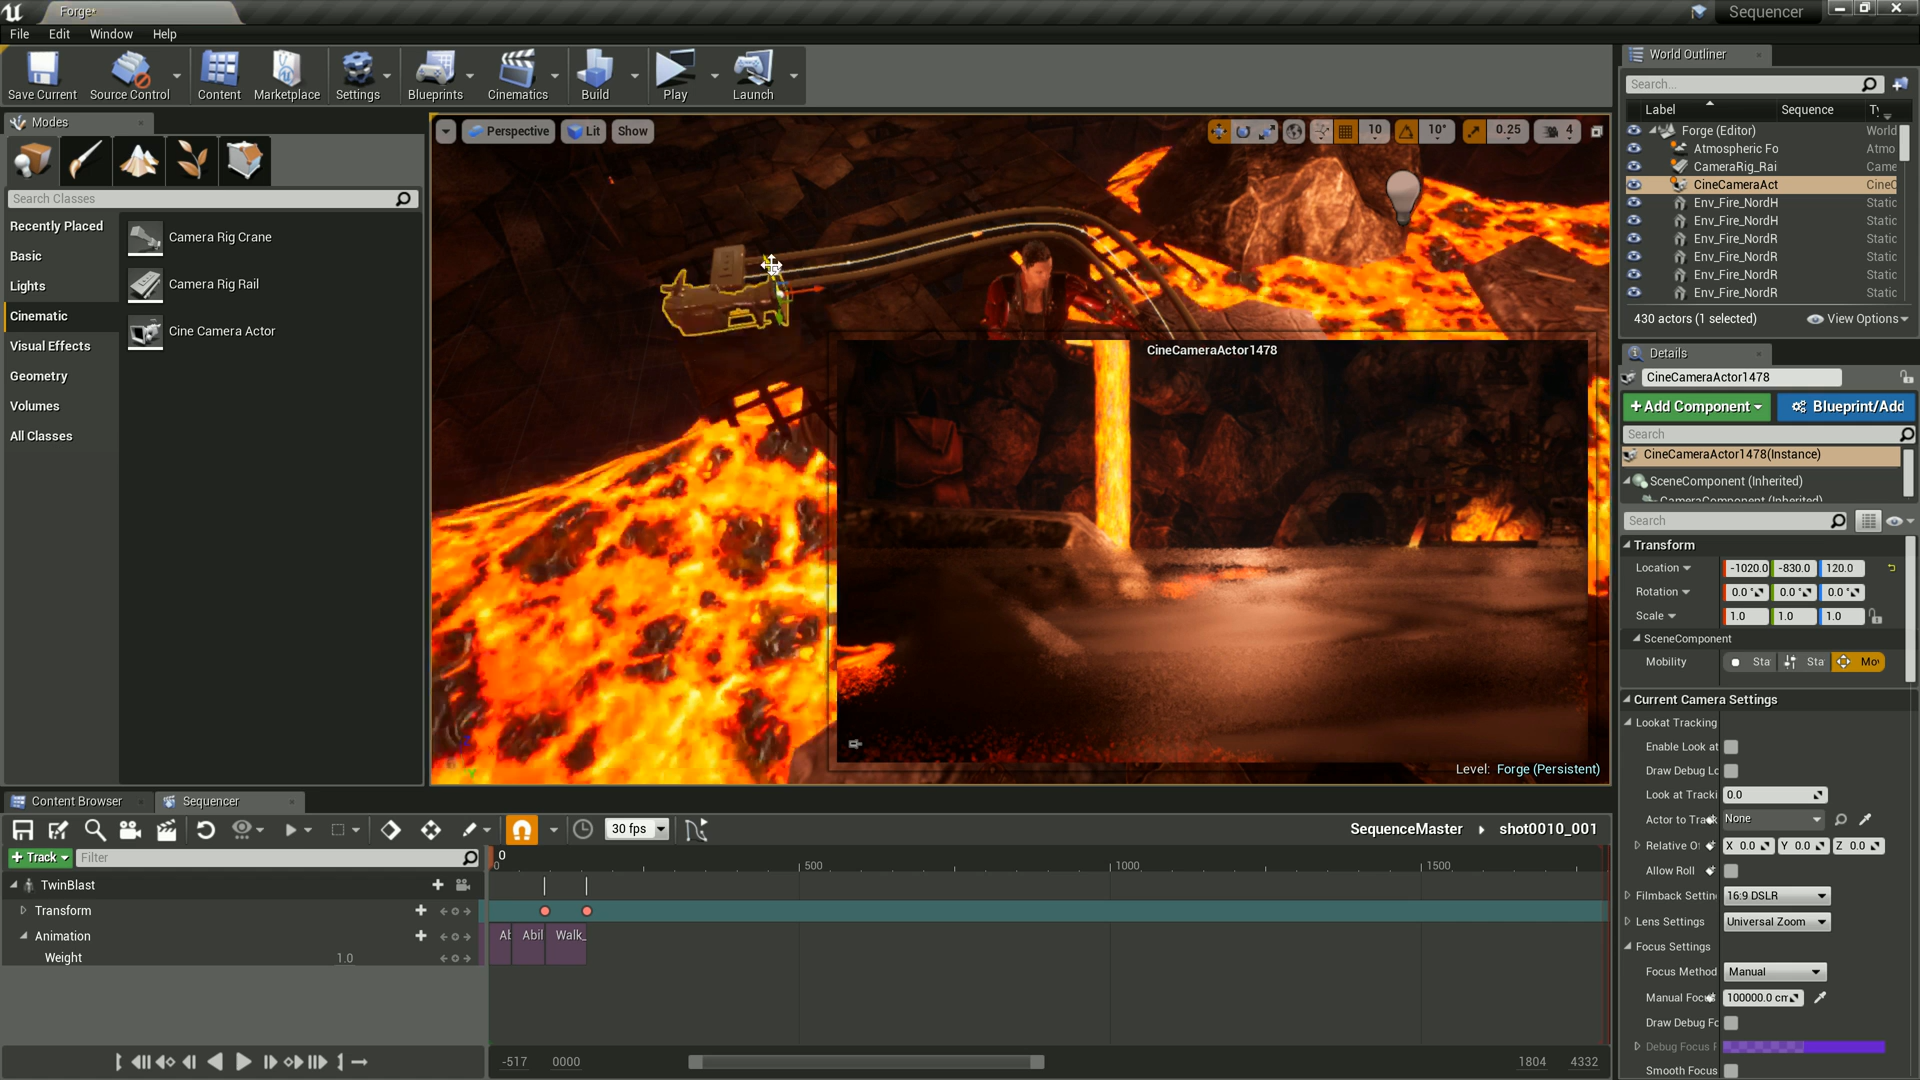 Forge*
Sequencer
File Edit Window Help
Save Current
Source Control
Content
Marketplace
Settings
Blueprints
Cinematics
Build
Play
Launch
Modes
Search Classes
Recently Placed
Basic
Lights
Cinematic
Visual Effects
Geometry
Volumes
All Classes
Camera Rig Crane
Camera Rig Rail
Cine Camera Actor
Perspective Lit Show
10 10° 0.25 4
CineCameraActor1478
Level: Forge (Persistent)
World Outliner
Search...
Label Sequence
Forge (Editor) World
Atmospheric Fo Atmo
CameraRig_Rai Came
CineCameraAct CineC
Env_Fire_NordH Static
Env_Fire_NordH Static
Env_Fire_NordR Static
Env_Fire_NordR Static
Env_Fire_NordR Static
Env_Fire_NordR Static
430 actors (1 selected) View Options
Details
CineCameraActor1478
+Add Component Blueprint/Add
Search
CineCameraActor1478(Instance)
SceneComponent (Inherited)
CameraComponent (Inherited)
Search
Transform
Location -1020.0 -830.0 120.0
Rotation 0.0 ° 0.0 ° 0.0 °
Scale 1.0 1.0 1.0
SceneComponent
Mobility Sta Sta Mov
Current Camera Settings
Lookat Tracking
Enable Look at
Draw Debug Lo
Look at Tracki 0.0
Actor to Track None
Relative O X 0.0 Y 0.0 Z 0.0
Allow Roll
Filmback Settin 16:9 DSLR
Lens Settings Universal Zoom
Focus Settings
Focus Method Manual
Manual Focus 100000.0 cm
Draw Debug Fo
Debug Focus
Smooth Focus
Content Browser Sequencer
30 fps
SequenceMaster shot0010_001
+ Track Filter
0
0 500 1000 1500
TwinBlast
Transform
Animation
Weight 1.0
Ab Abil Walk_
-517 0000 1804 4332